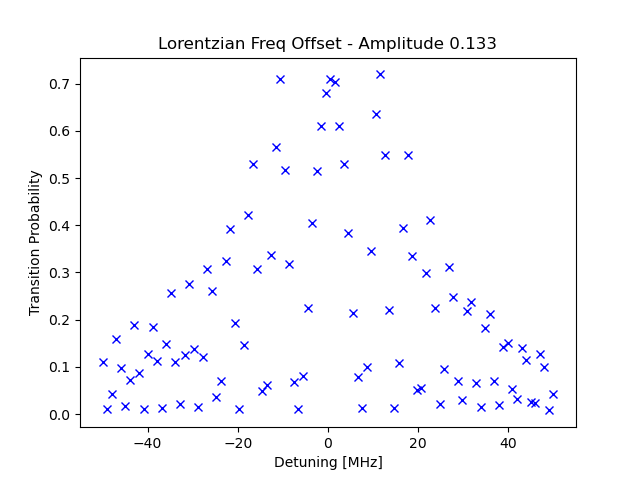 Lorentzian Freq Offset - Amplitude 0.133
Transition Probability
0.7
0.6
0.5
0.4
0.3
0.2
0.1
0.0
−40 −20 0 20 40
Detuning [MHz]